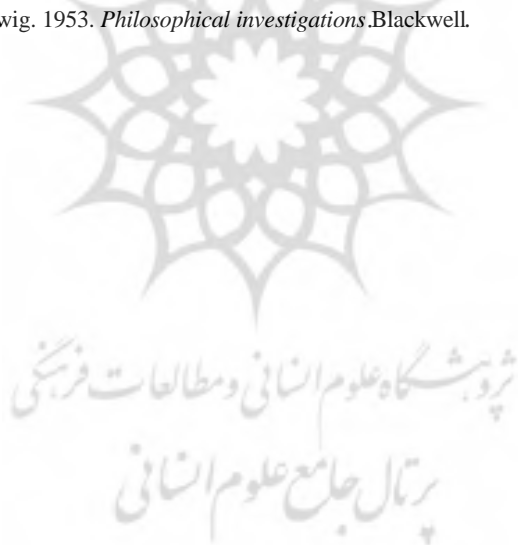 wig. 1953. Philosophical investigations.Blackwell.
پژوهشگاه علوم انسانی و مطالعات فرهنگی
پرتال جامع علوم انسانی